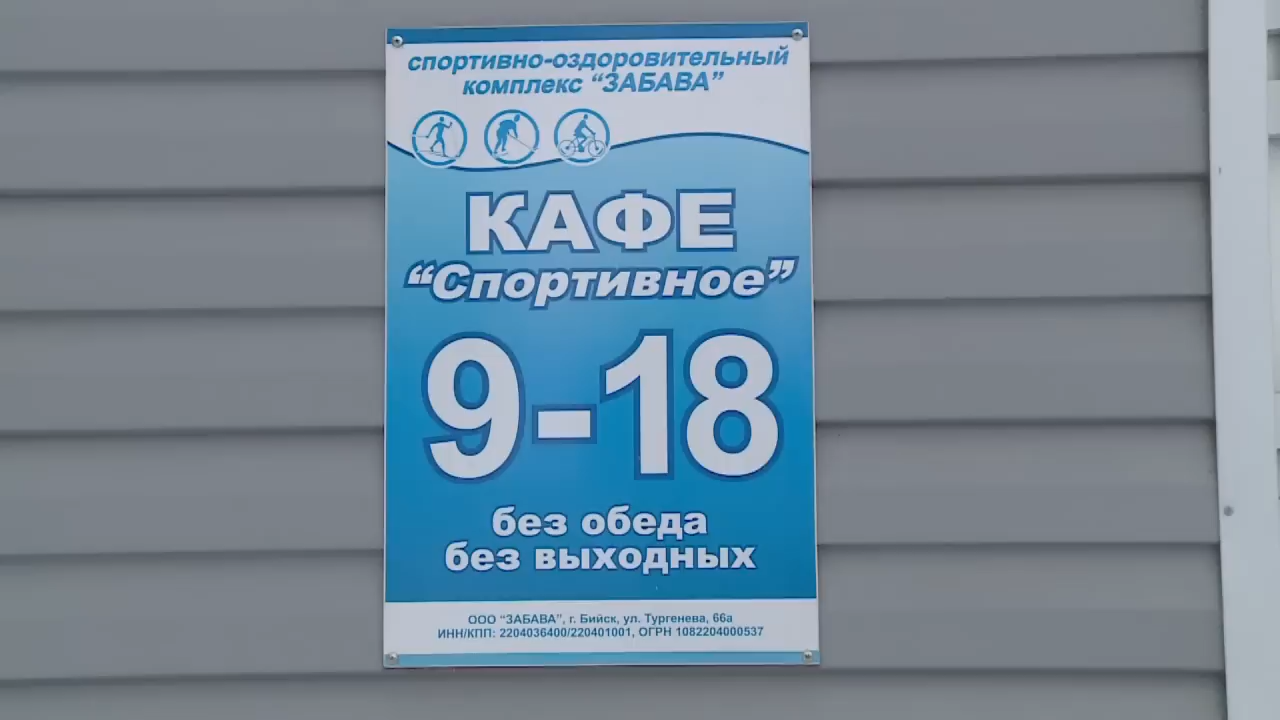 спортивно-оздоровительный
комплекс “ЗАБАВА”
КАФЕ
“Спортивное”
9-18
без обеда
без выходных
ООО “ЗАБАВА”, г. Бийск, ул. Тургенева, 66а
ИНН/КПП: 2204036400/220401001, ОГРН 1082204000537